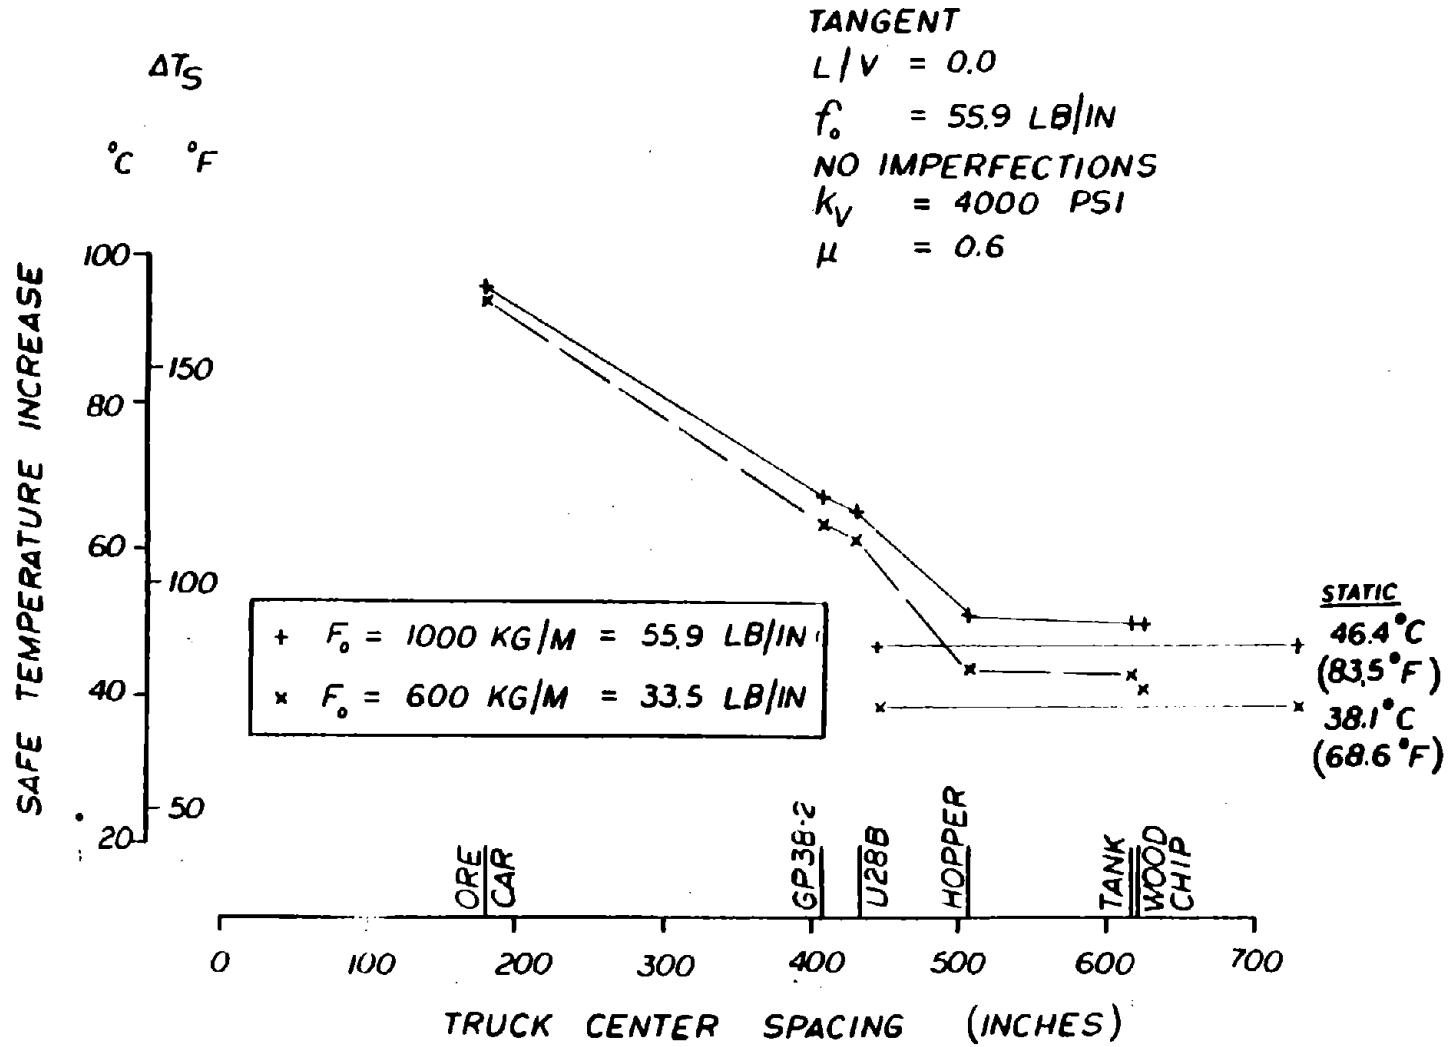 TANGENT
L/V = 0.0
f₀ = 55.9 LB/IN
NO IMPERFECTIONS
kV = 4000 PSI
μ = 0.6
ΔTS
°C °F
SAFE TEMPERATURE INCREASE
100
150
80
60
100
40
50
20
+ F₀ = 1000 KG/M = 55.9 LB/IN
× F₀ = 600 KG/M = 33.5 LB/IN
STATIC
46.4°C
(83.5°F)
38.1°C
(68.6°F)
ORE
CAR
GP38-2
U28B
HOPPER
TANK
WOOD
CHIP
0 100 200 300 400 500 600 700
TRUCK CENTER SPACING (INCHES)